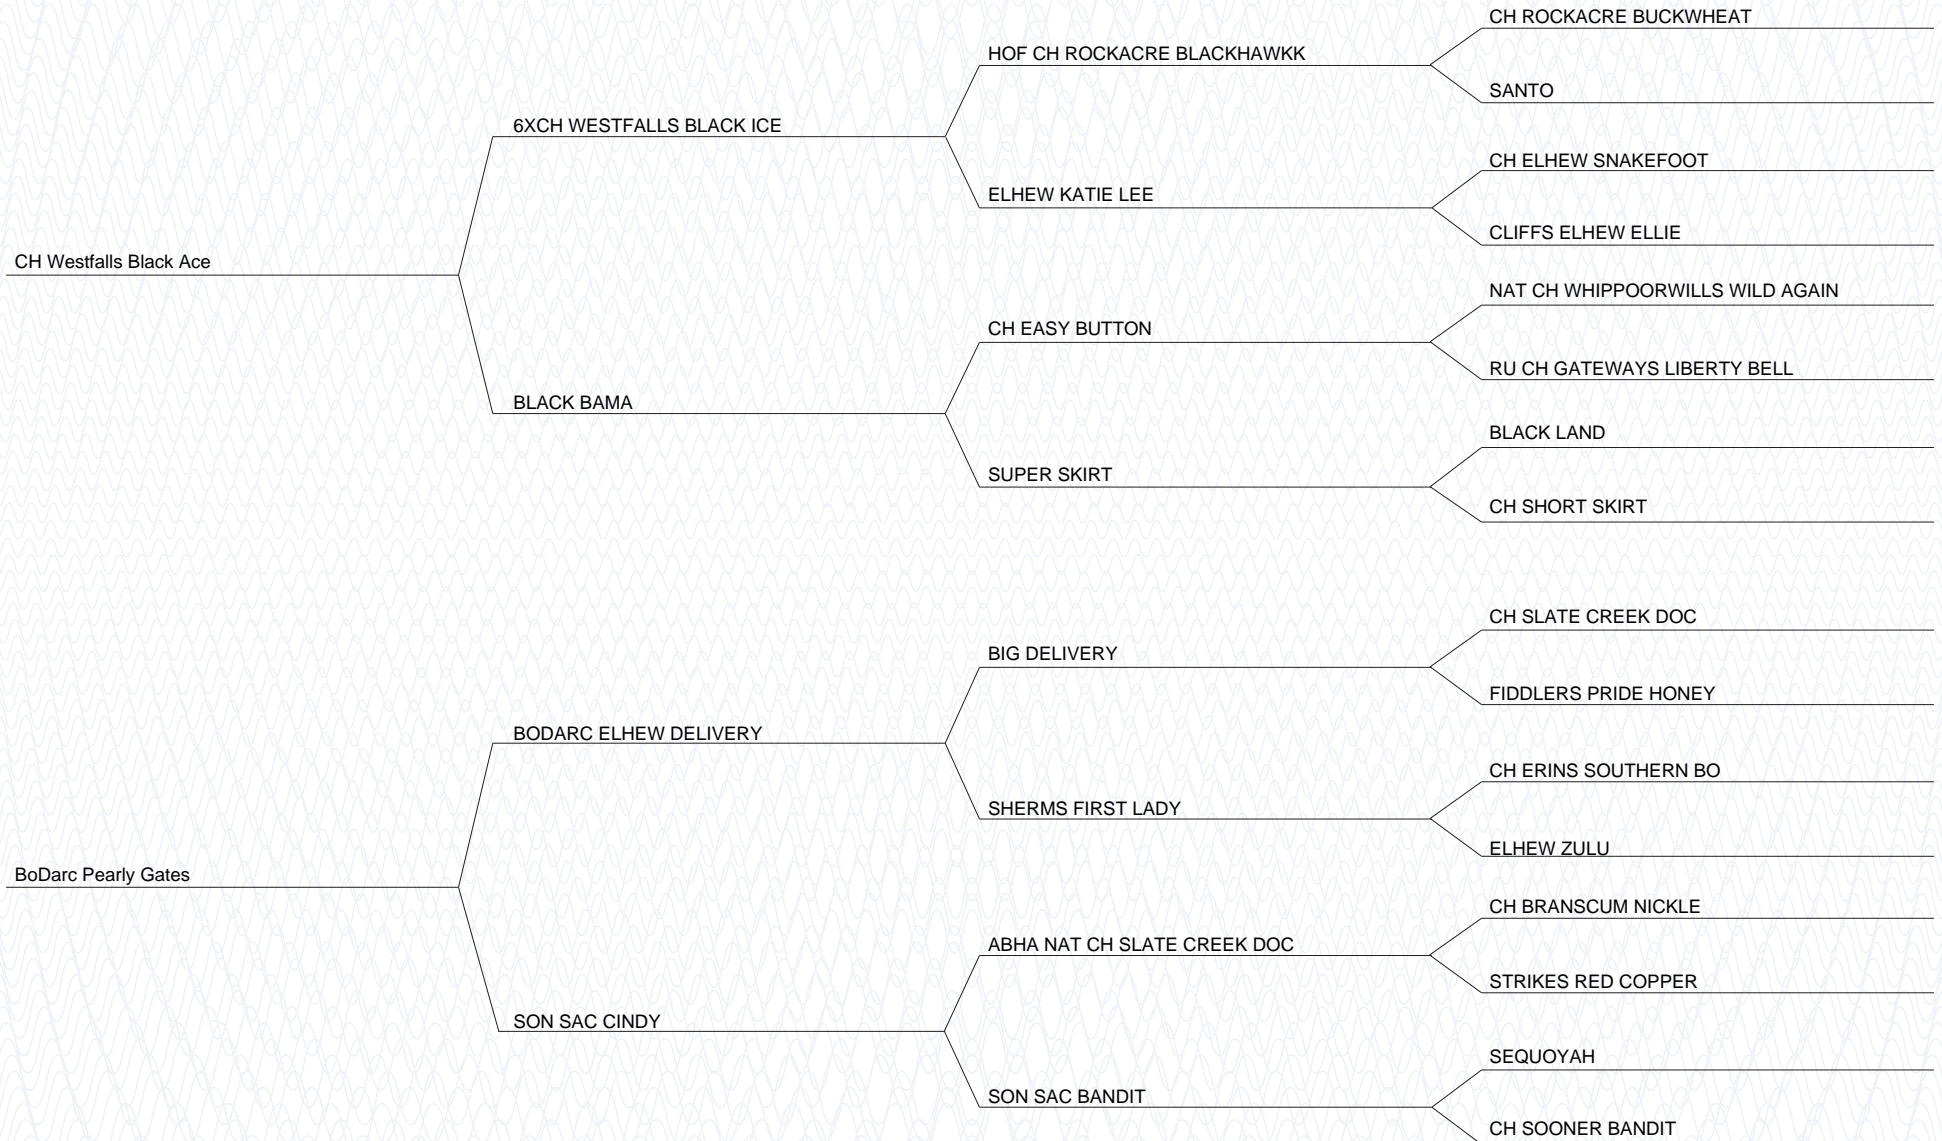 CH Westfalls Black Ace
6XCH WESTFALLS BLACK ICE
HOF CH ROCKACRE BLACKHAWKK
CH ROCKACRE BUCKWHEAT
SANTO
ELHEW KATIE LEE
CH ELHEW SNAKEFOOT
CLIFFS ELHEW ELLIE
BLACK BAMA
CH EASY BUTTON
NAT CH WHIPPOORWILLS WILD AGAIN
RU CH GATEWAYS LIBERTY BELL
SUPER SKIRT
BLACK LAND
CH SHORT SKIRT
BoDarc Pearly Gates
BODARC ELHEW DELIVERY
BIG DELIVERY
CH SLATE CREEK DOC
FIDDLERS PRIDE HONEY
SHERMS FIRST LADY
CH ERINS SOUTHERN BO
ELHEW ZULU
SON SAC CINDY
ABHA NAT CH SLATE CREEK DOC
CH BRANSCUM NICKLE
STRIKES RED COPPER
SON SAC BANDIT
SEQUOYAH
CH SOONER BANDIT